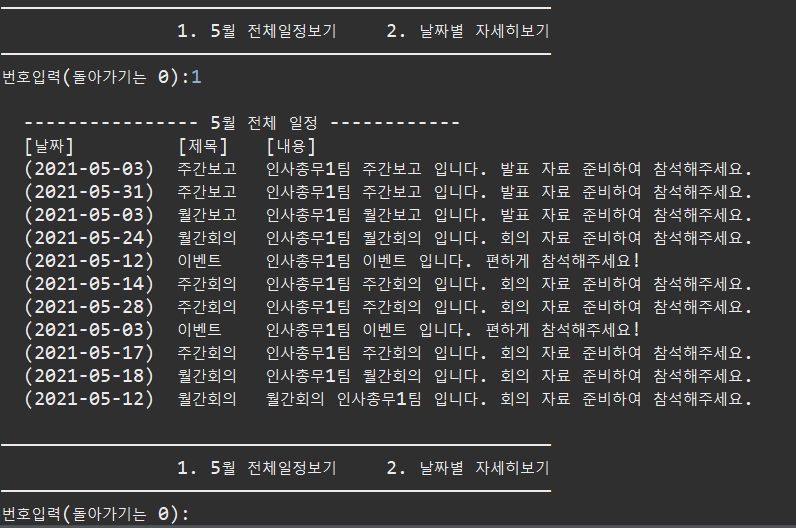 1. 5월 전체일정보기 2. 날짜별 자세히보기
번호입력(돌아가기는 0):1
---------------- 5월 전체 일정 ------------
[날짜] [제목] [내용]
(2021-05-03) 주간보고 인사총무1팀 주간보고 입니다. 발표 자료 준비하여 참석해주세요.
(2021-05-31) 주간보고 인사총무1팀 주간보고 입니다. 발표 자료 준비하여 참석해주세요.
(2021-05-03) 월간보고 인사총무1팀 월간보고 입니다. 발표 자료 준비하여 참석해주세요.
(2021-05-24) 월간회의 인사총무1팀 월간회의 입니다. 회의 자료 준비하여 참석해주세요.
(2021-05-12) 이벤트 인사총무1팀 이벤트 입니다. 편하게 참석해주세요!
(2021-05-14) 주간회의 인사총무1팀 주간회의 입니다. 회의 자료 준비하여 참석해주세요.
(2021-05-28) 주간회의 인사총무1팀 주간회의 입니다. 회의 자료 준비하여 참석해주세요.
(2021-05-03) 이벤트 인사총무1팀 이벤트 입니다. 편하게 참석해주세요!
(2021-05-17) 주간회의 인사총무1팀 주간회의 입니다. 회의 자료 준비하여 참석해주세요.
(2021-05-18) 월간회의 인사총무1팀 월간회의 입니다. 회의 자료 준비하여 참석해주세요.
(2021-05-12) 월간회의 월간회의 인사총무1팀 입니다. 회의 자료 준비하여 참석해주세요.
1. 5월 전체일정보기 2. 날짜별 자세히보기
번호입력(돌아가기는 0):